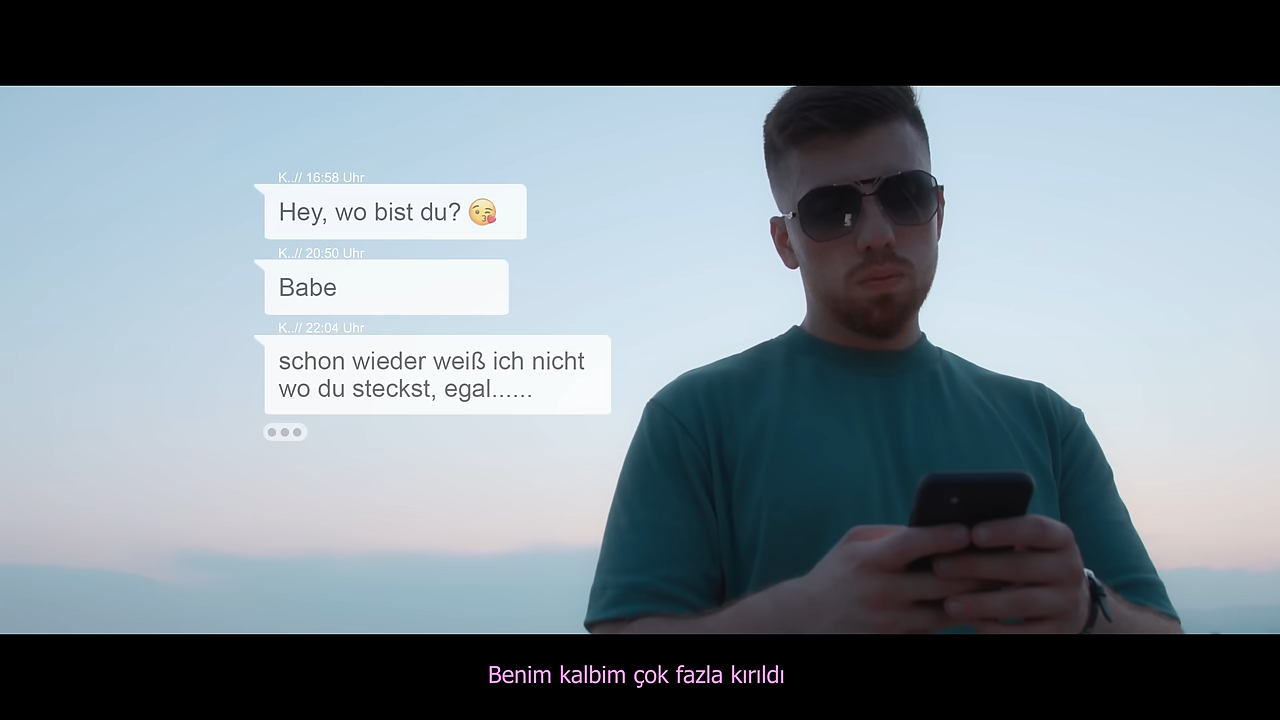 K..// 16:58 Uhr
Hey, wo bist du? 😘
K..// 20:50 Uhr
Babe
K..// 22:04 Uhr
schon wieder weiß ich nicht
wo du steckst, egal......
Benim kalbim çok fazla kırıldı